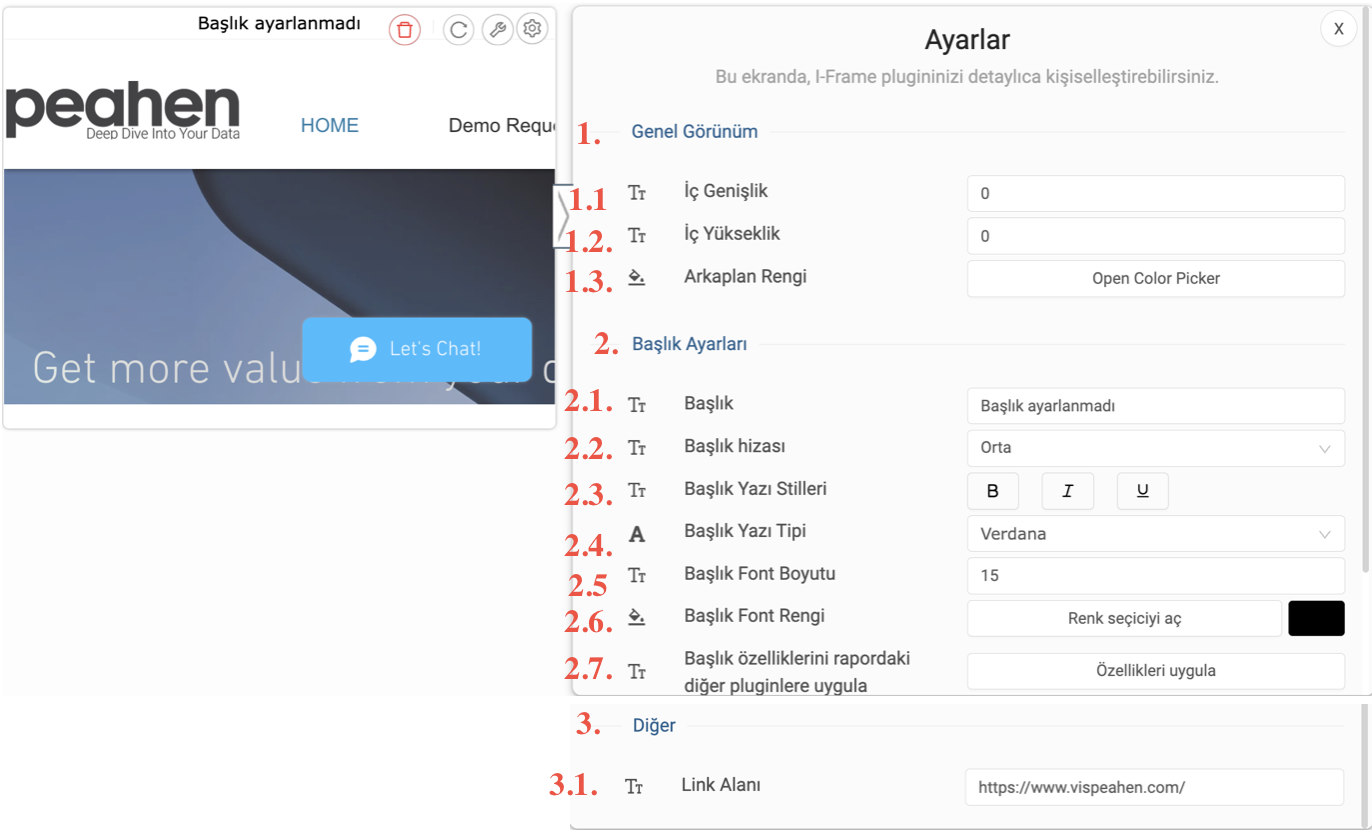 Başlık ayarlanmadı
peahen
Deep Dive Into Your Data
HOME
Demo Requ
Get more valu
Let's Chat!
X
Ayarlar
Bu ekranda, I-Frame plugininizi detaylıca kişiselleştirebilirsiniz.
1. Genel Görünüm
1.1 Tт İç Genişlik 0
1.2. Tт İç Yükseklik 0
1.3. Arkaplan Rengi Open Color Picker
2. Başlık Ayarları
2.1. Tт Başlık Başlık ayarlanmadı
2.2. Tт Başlık hizası Orta
2.3. Tт Başlık Yazı Stilleri B I U
2.4. A Başlık Yazı Tipi Verdana
2.5 Tт Başlık Font Boyutu 15
2.6. Başlık Font Rengi Renk seçiciyi aç
2.7. Tт Başlık özelliklerini rapordaki
diğer pluginlere uygula Özellikleri uygula
3. Diğer
3.1. Tт Link Alanı https://www.vispeahen.com/